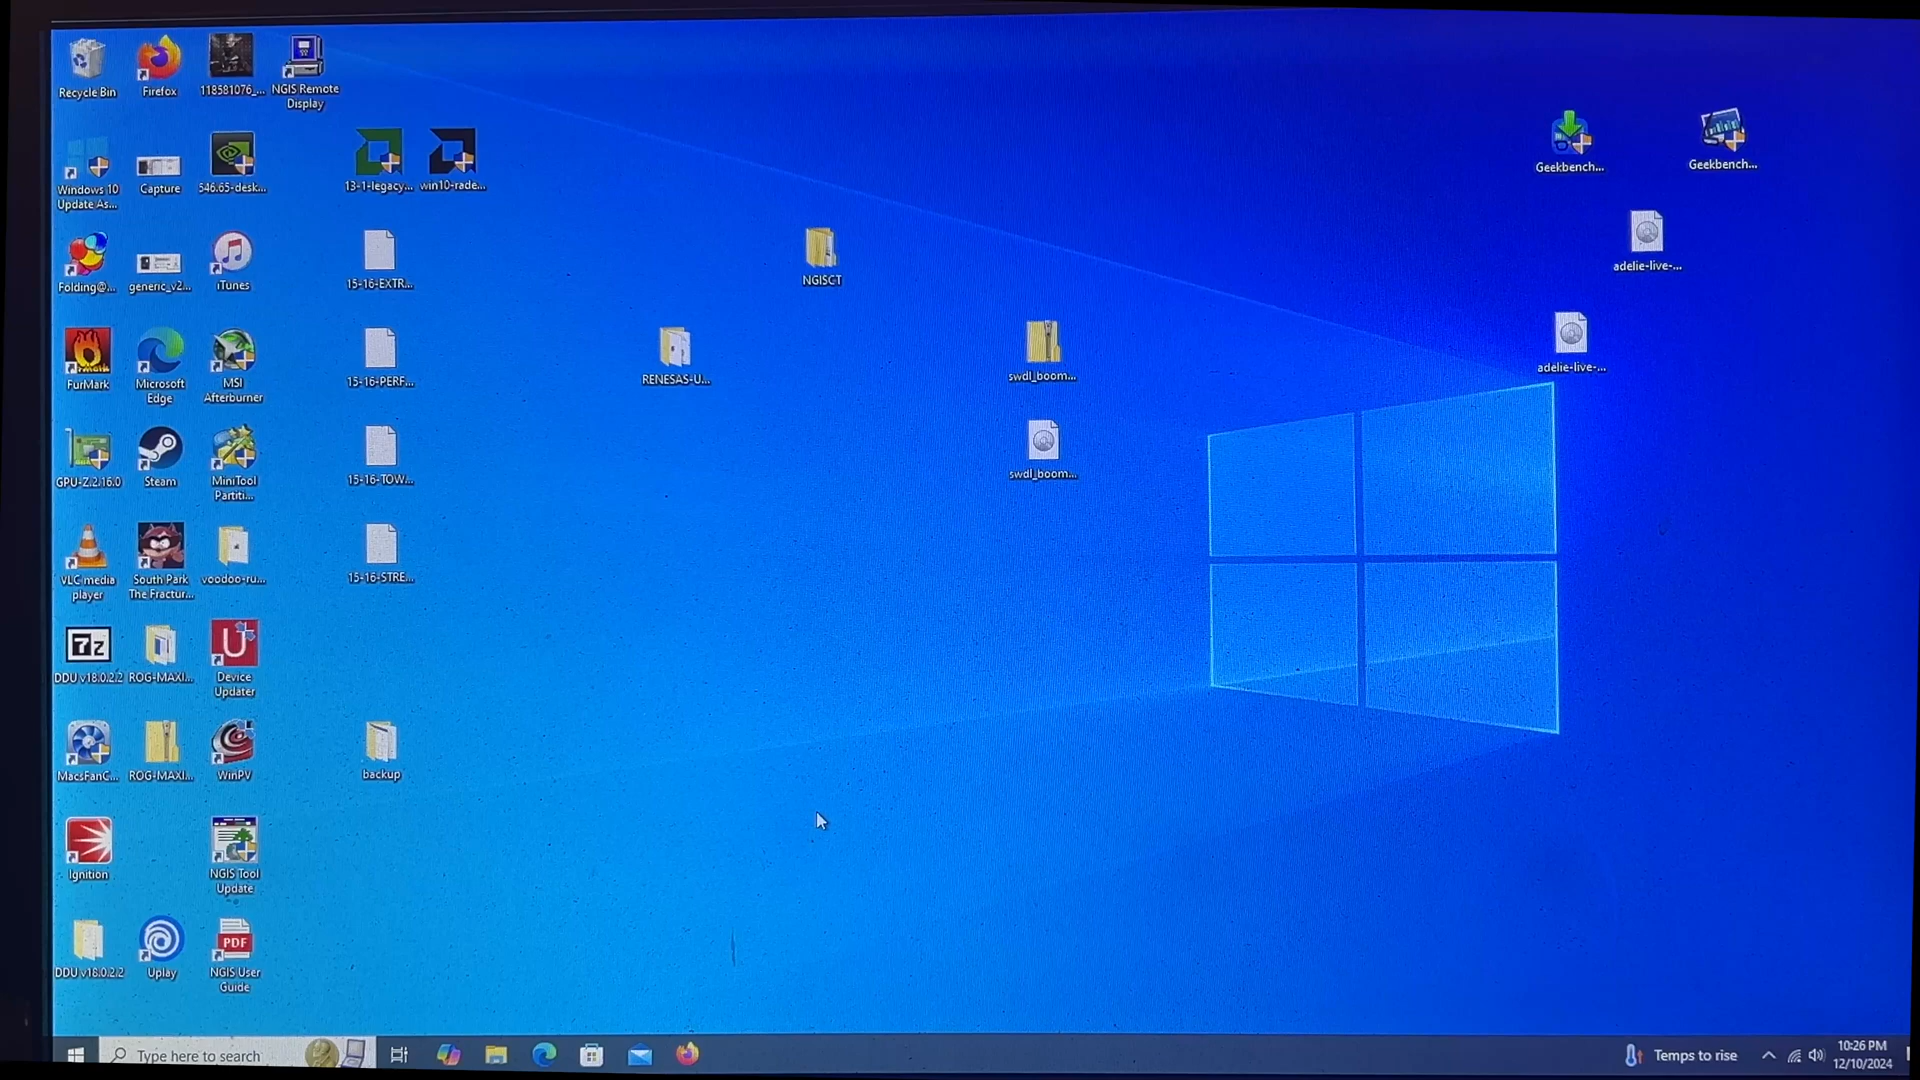 Recycle Bin
Firefox
118581076_...
NGIS Remote
Display
Windows 10
Update As...
Capture
546.65-desk...
13-1-legacy...
win10-rade...
Geekbench...
Geekbench...
Folding@...
generic_v2...
iTunes
15-16-EXTR...
NGISCT
adelie-live-...
FurMark
Microsoft
Edge
MSI
Afterburner
15-16-PERF...
RENESAS-U...
swdl_boom...
adelie-live-...
GPU-Z.2.16.0
Steam
MiniTool
Partiti...
15-16-TOW...
swdl_boom...
VLC media
player
South Park
The Fractur...
voodoo-ru...
15-16-STRE...
7z
DDU v18.0.2.2
ROG-MAXI...
U
Device
Updater
MacsFanC...
ROG-MAXI...
WinPV
backup
Ignition
NGIS Tool
Update
DDU v18.0.2.2
Uplay
PDF
NGIS User
Guide
Type here to search
Temps to rise
10:26 PM
12/10/2024